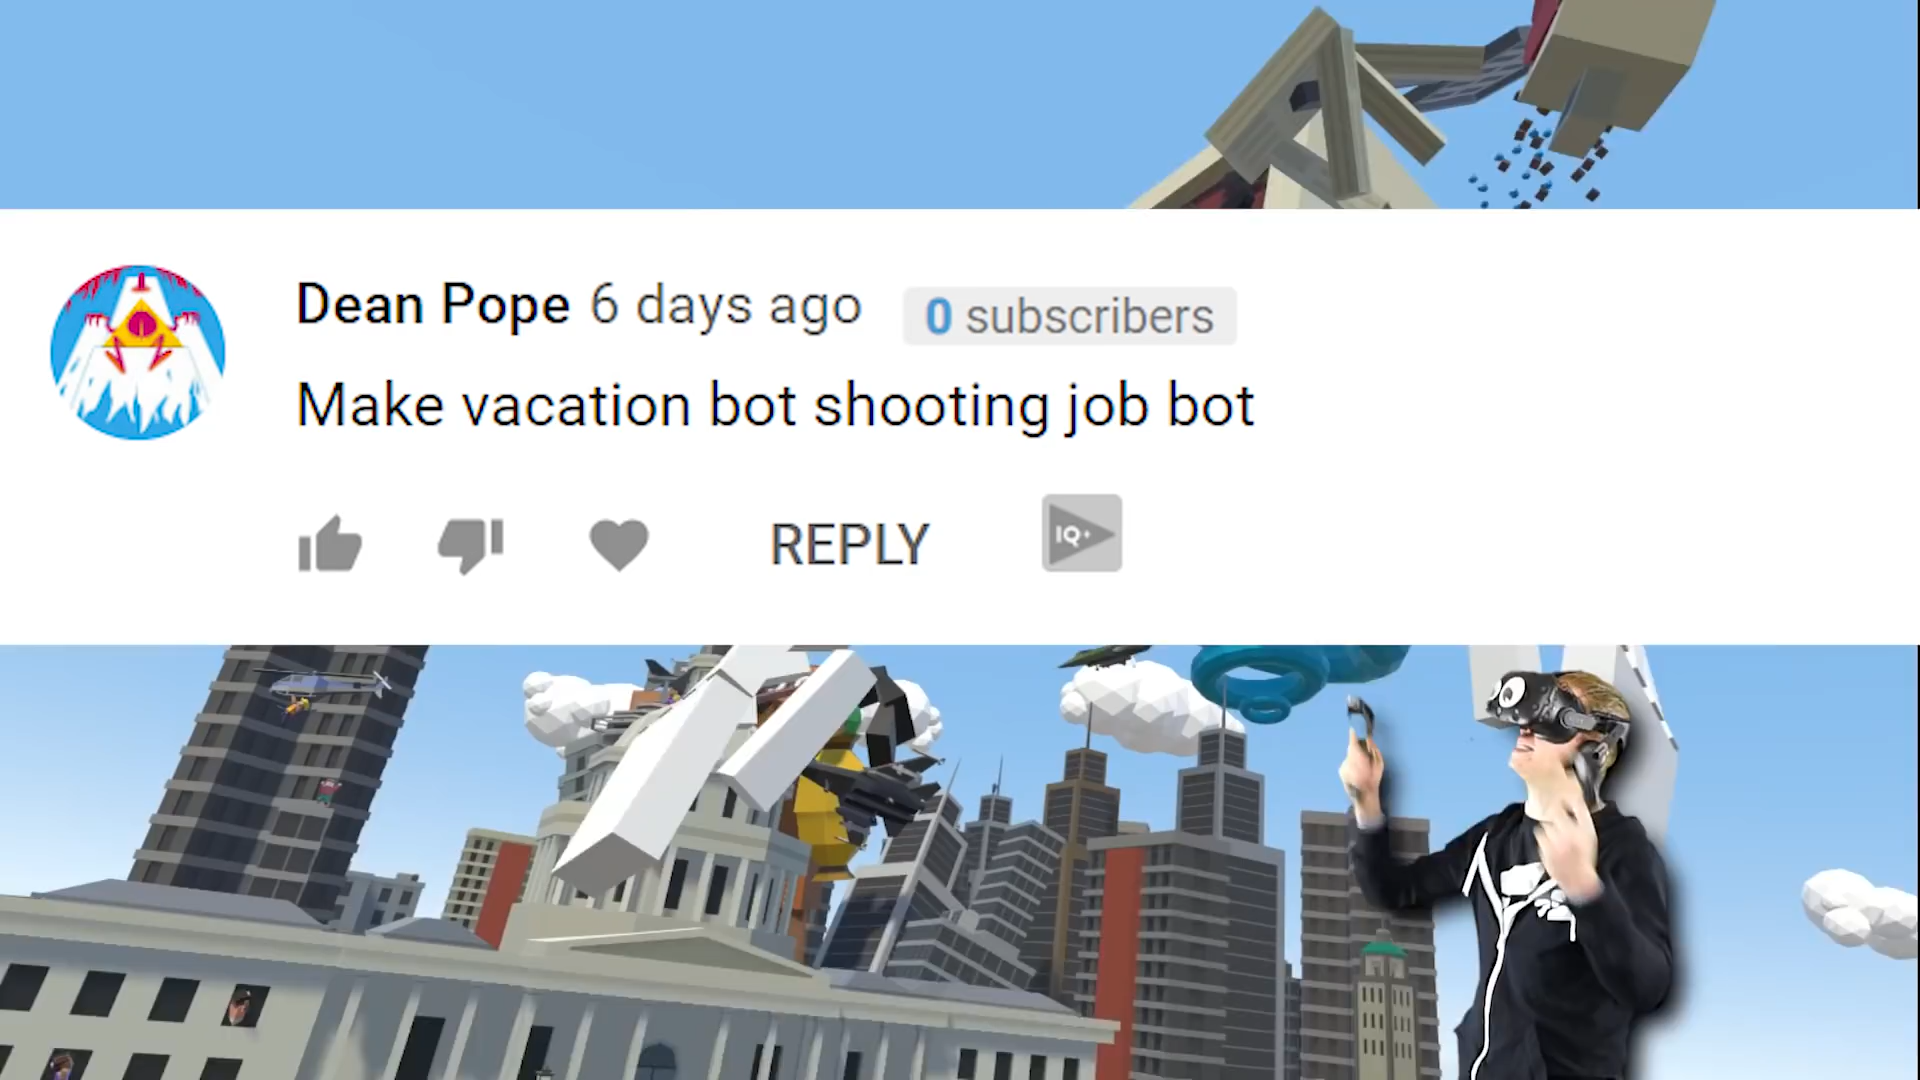 Dean Pope 6 days ago 0 subscribers
Make vacation bot shooting job bot
REPLY IQ+